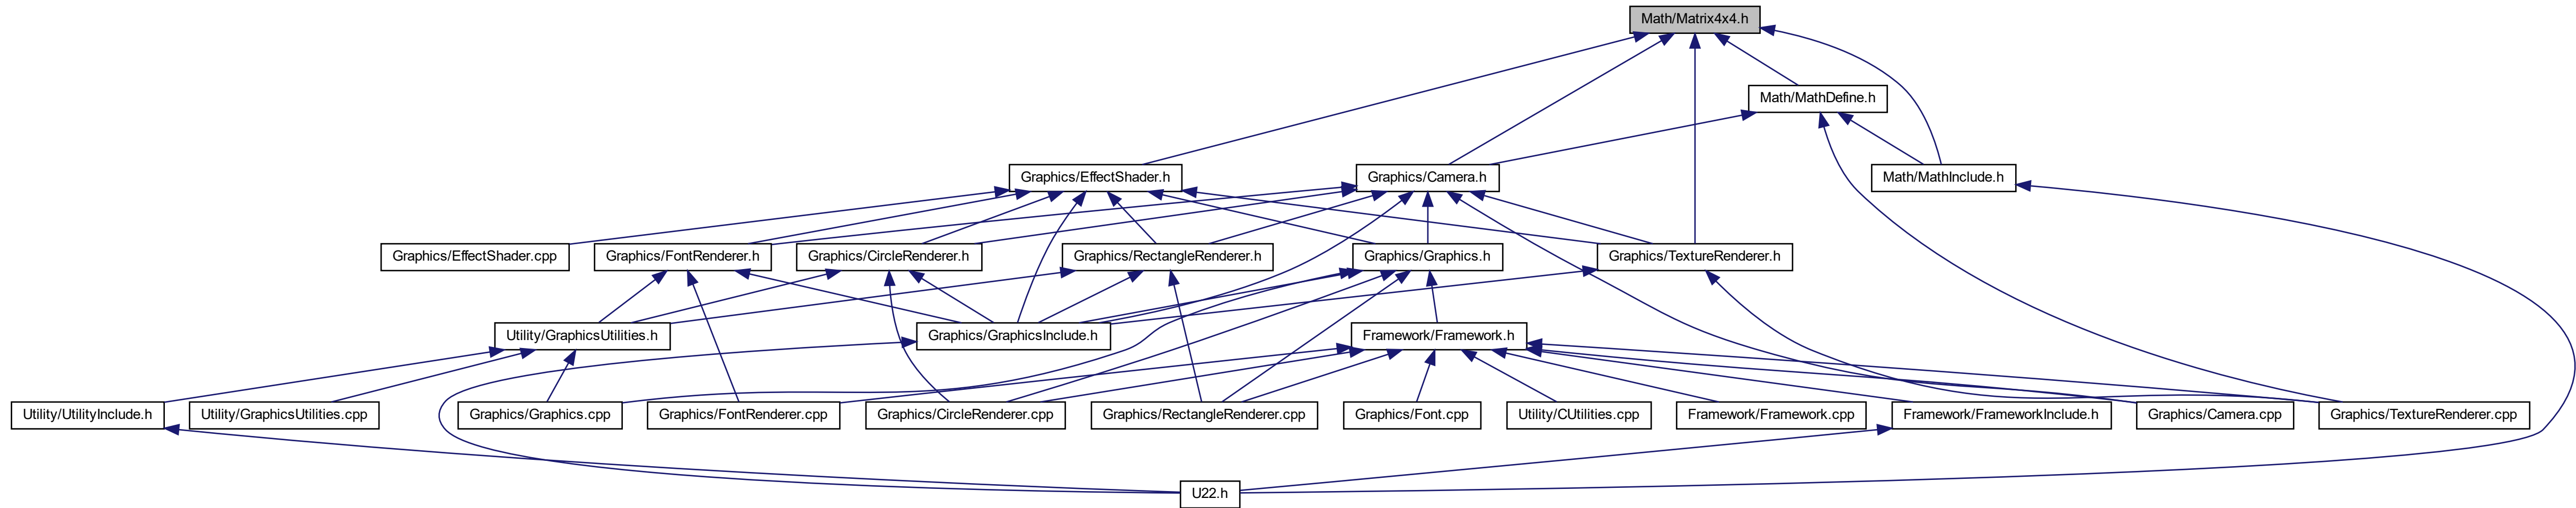 Math/Matrix4x4.h
Math/MathDefine.h
Graphics/EffectShader.h
Graphics/Camera.h
Math/MathInclude.h
Graphics/EffectShader.cpp
Graphics/FontRenderer.h
Graphics/CircleRenderer.h
Graphics/RectangleRenderer.h
Graphics/Graphics.h
Graphics/TextureRenderer.h
Utility/GraphicsUtilities.h
Graphics/GraphicsInclude.h
Framework/Framework.h
Utility/UtilityInclude.h
Utility/GraphicsUtilities.cpp
Graphics/Graphics.cpp
Graphics/FontRenderer.cpp
Graphics/CircleRenderer.cpp
Graphics/RectangleRenderer.cpp
Graphics/Font.cpp
Utility/CUtilities.cpp
Framework/Framework.cpp
Framework/FrameworkInclude.h
Graphics/Camera.cpp
Graphics/TextureRenderer.cpp
U22.h